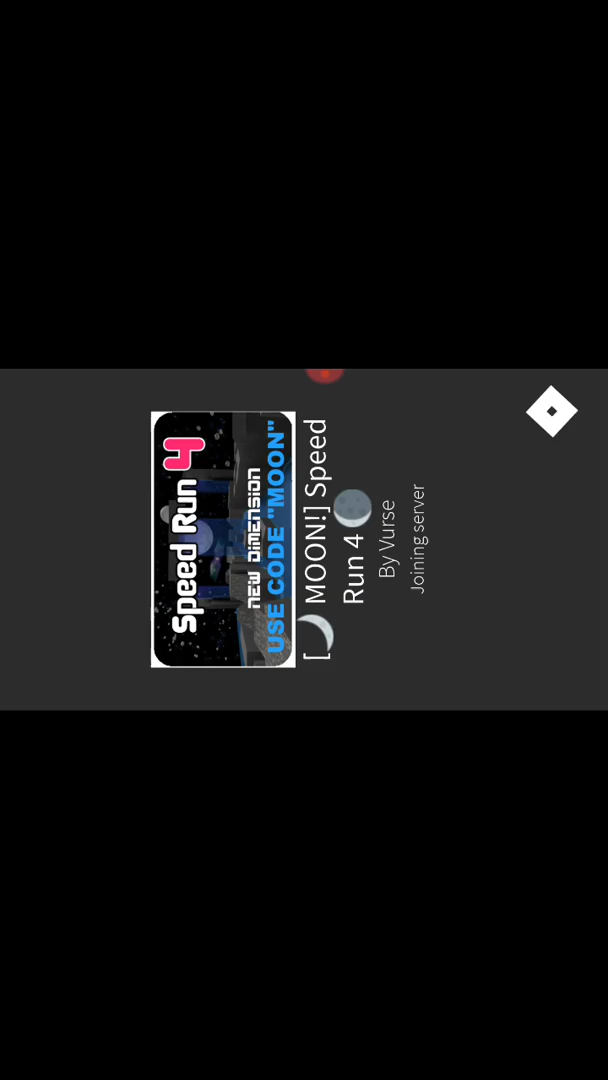 Speed Run 4
NEW DIMENSION
USE CODE "MOON"
[🌙 MOON!] Speed
Run 4 🌑
By Vurse
Joining server